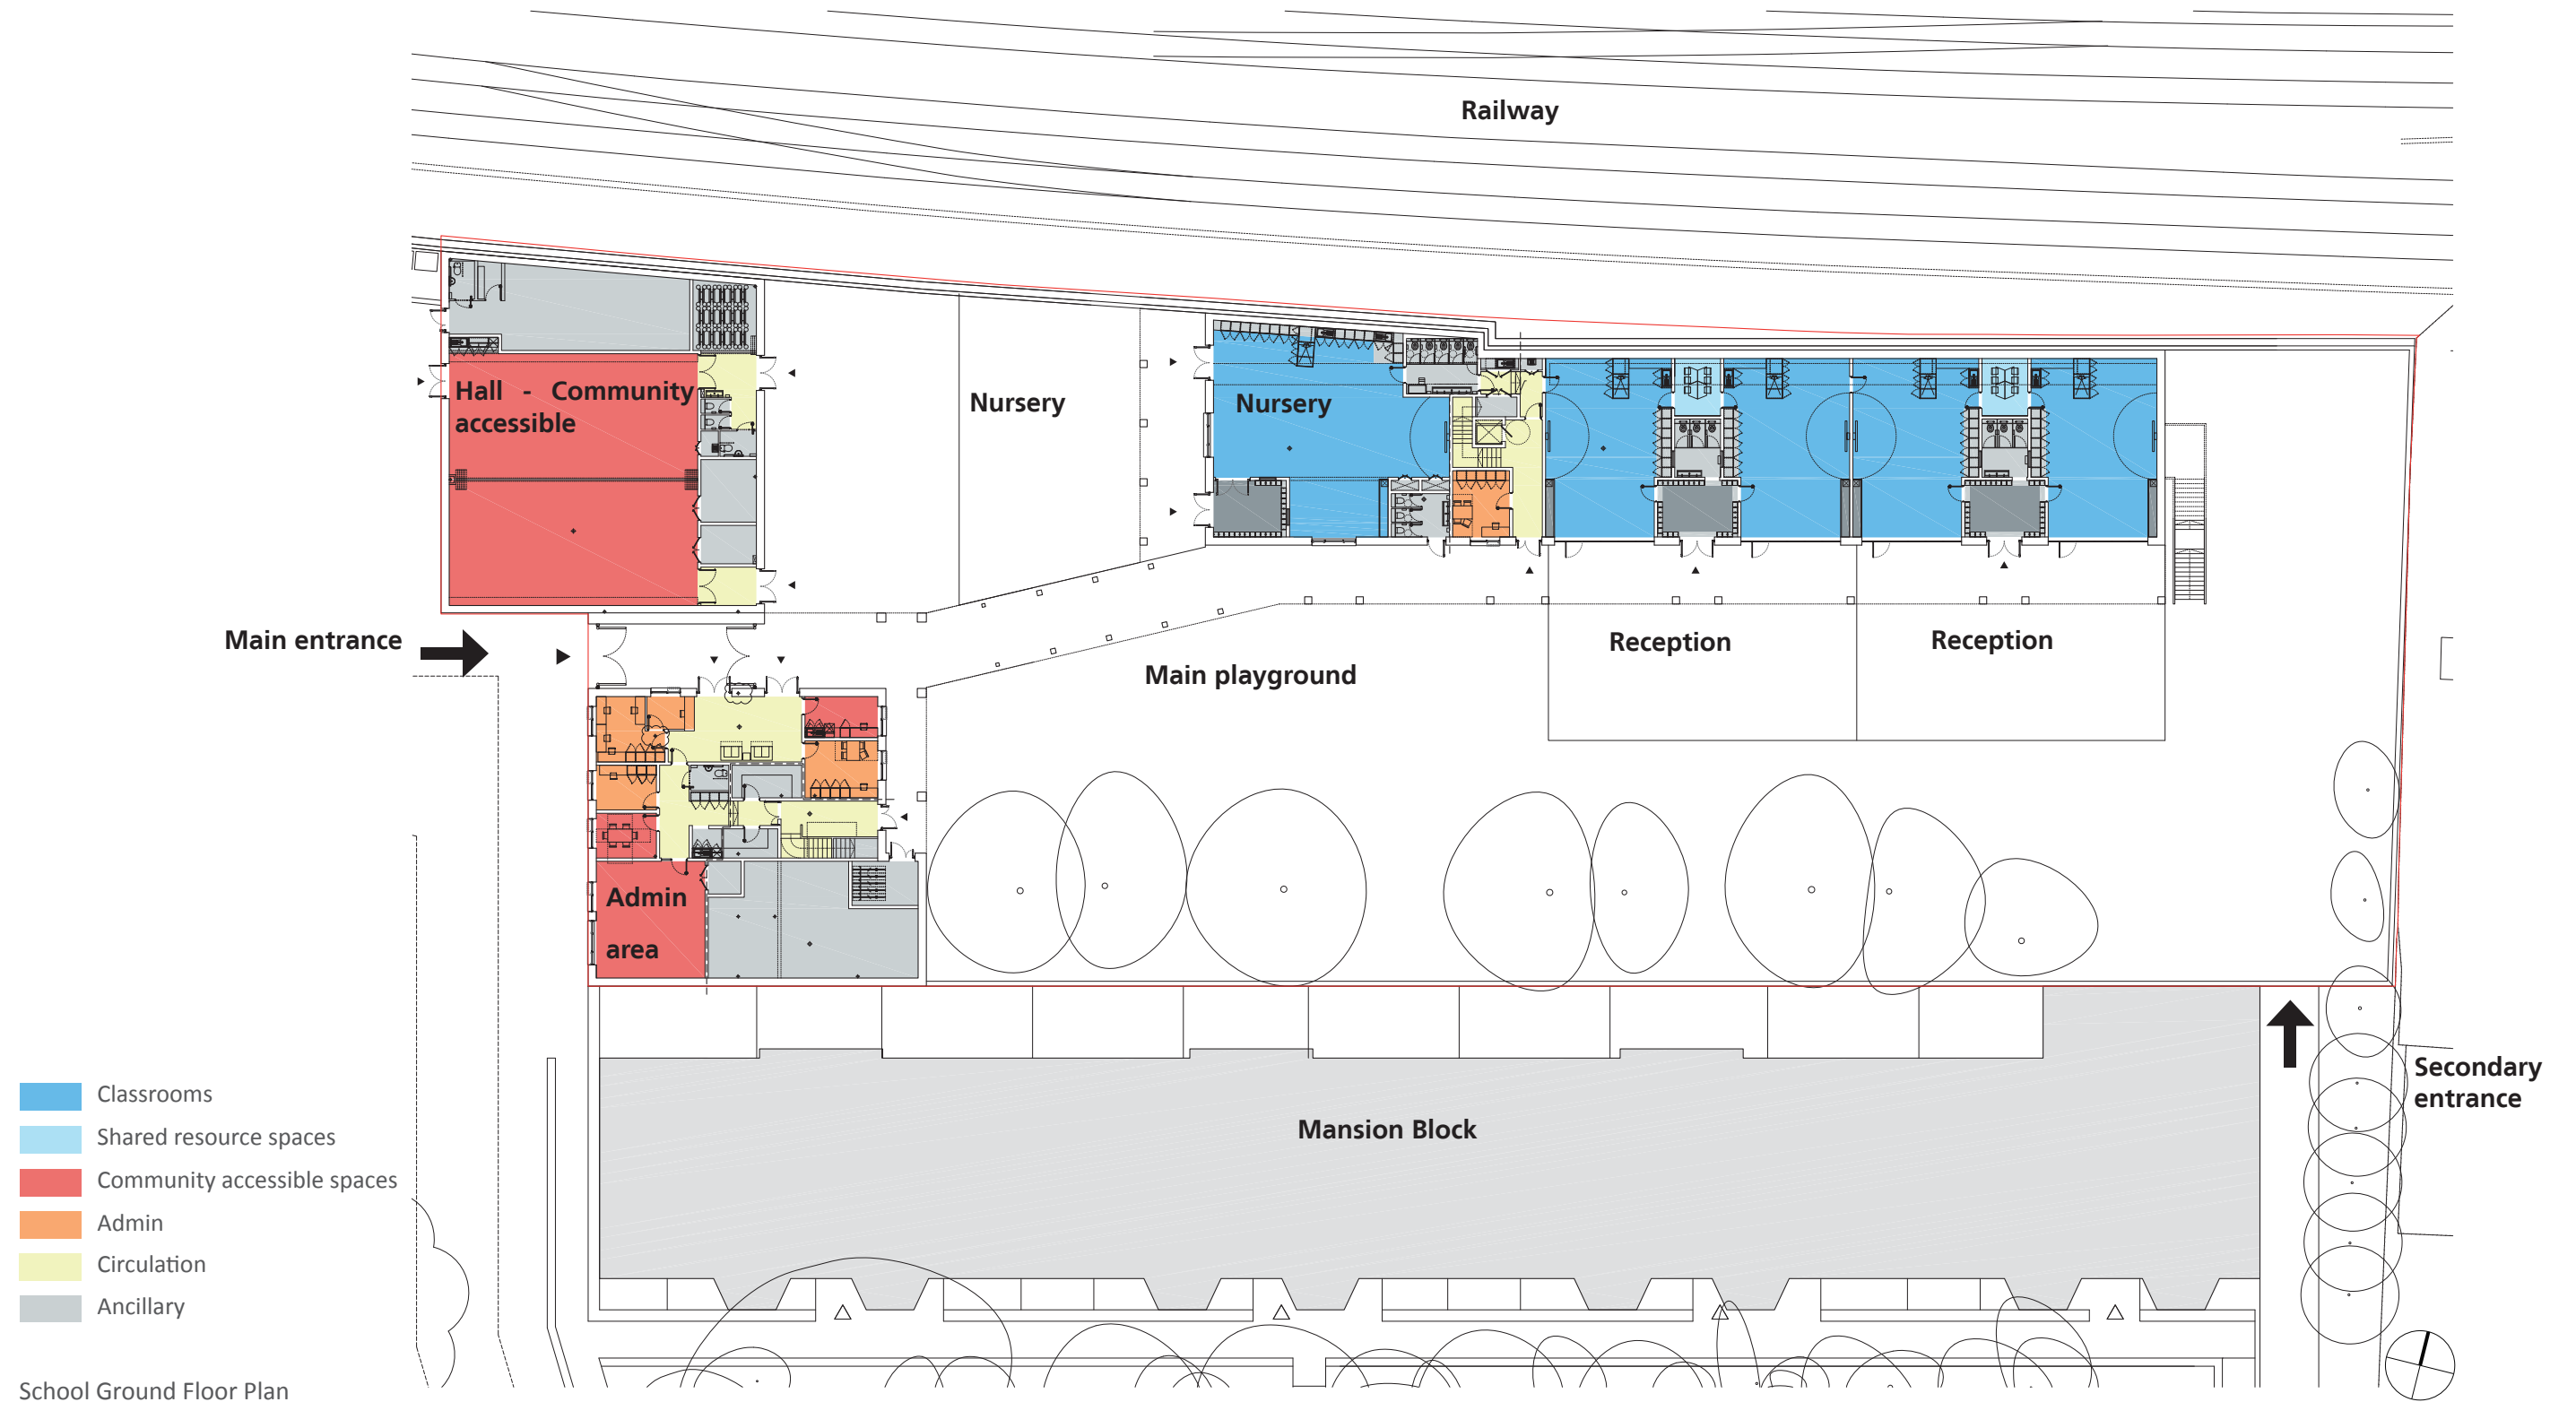 Railway
Hall - Community
accessible
Nursery
Nursery
Main entrance
Reception
Reception
Main playground
Admin
area
Secondary
entrance
Mansion Block
Classrooms
Shared resource spaces
Community accessible spaces
Admin
Circulation
Ancillary
School Ground Floor Plan